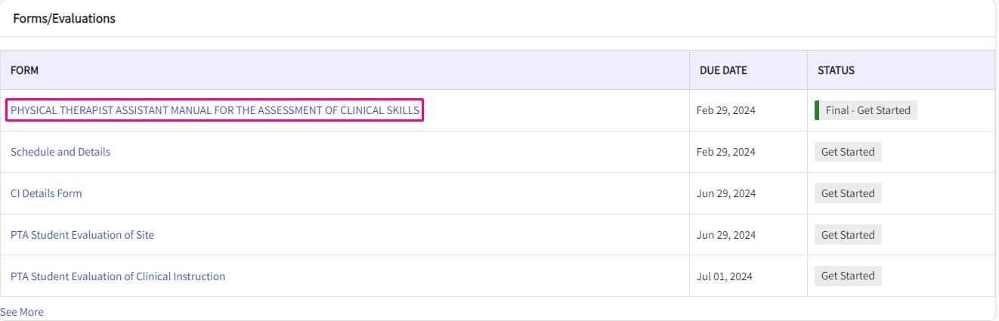 Forms/Evaluations
FORM DUE DATE STATUS
PHYSICAL THERAPIST ASSISTANT MANUAL FOR THE ASSESSMENT OF CLINICAL SKILLS Feb 29, 2024 Final - Get Started
Schedule and Details Feb 29, 2024 Get Started
CI Details Form Jun 29, 2024 Get Started
PTA Student Evaluation of Site Jun 29, 2024 Get Started
PTA Student Evaluation of Clinical Instruction Jul 01, 2024 Get Started
See More